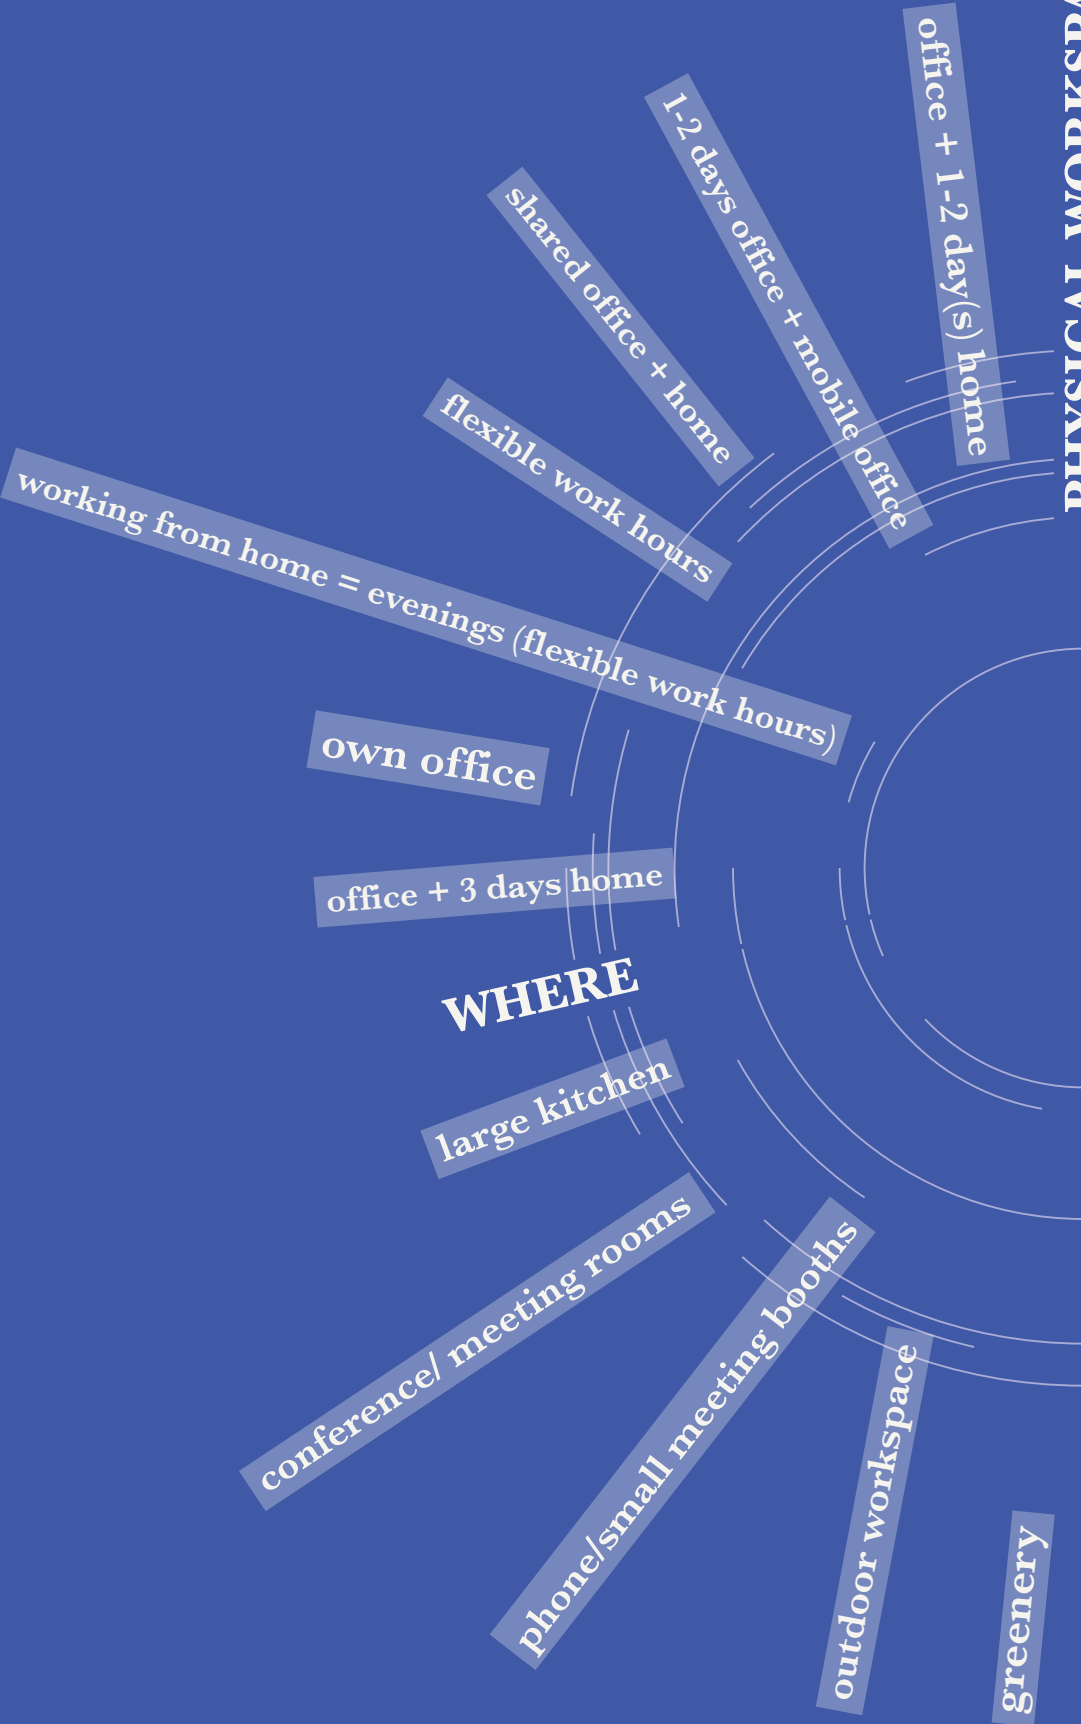 office + 1-2 day(s) home
1-2 days office + mobile office
shared office + home
flexible work hours
working from home = evenings (flexible work hours)
own office
office + 3 days home
WHERE
large kitchen
conference/ meeting rooms
phone/small meeting booths
outdoor workspace
greenery
PHYSICAL